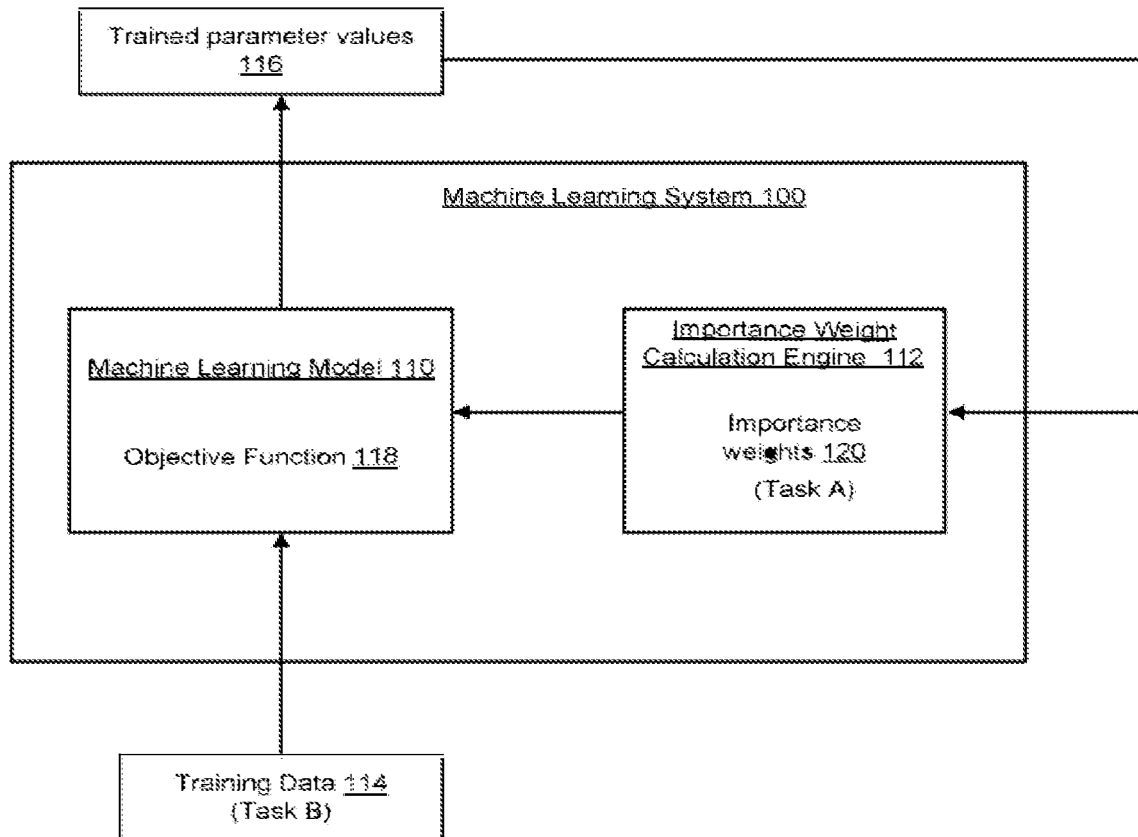 Trained parameter values
116
Machine Learning System 100
Machine Learning Model 110
Objective Function 118
Importance Weight
Calculation Engine 112
Importance
weights 120
(Task A)
Training Data 114
(Task B)